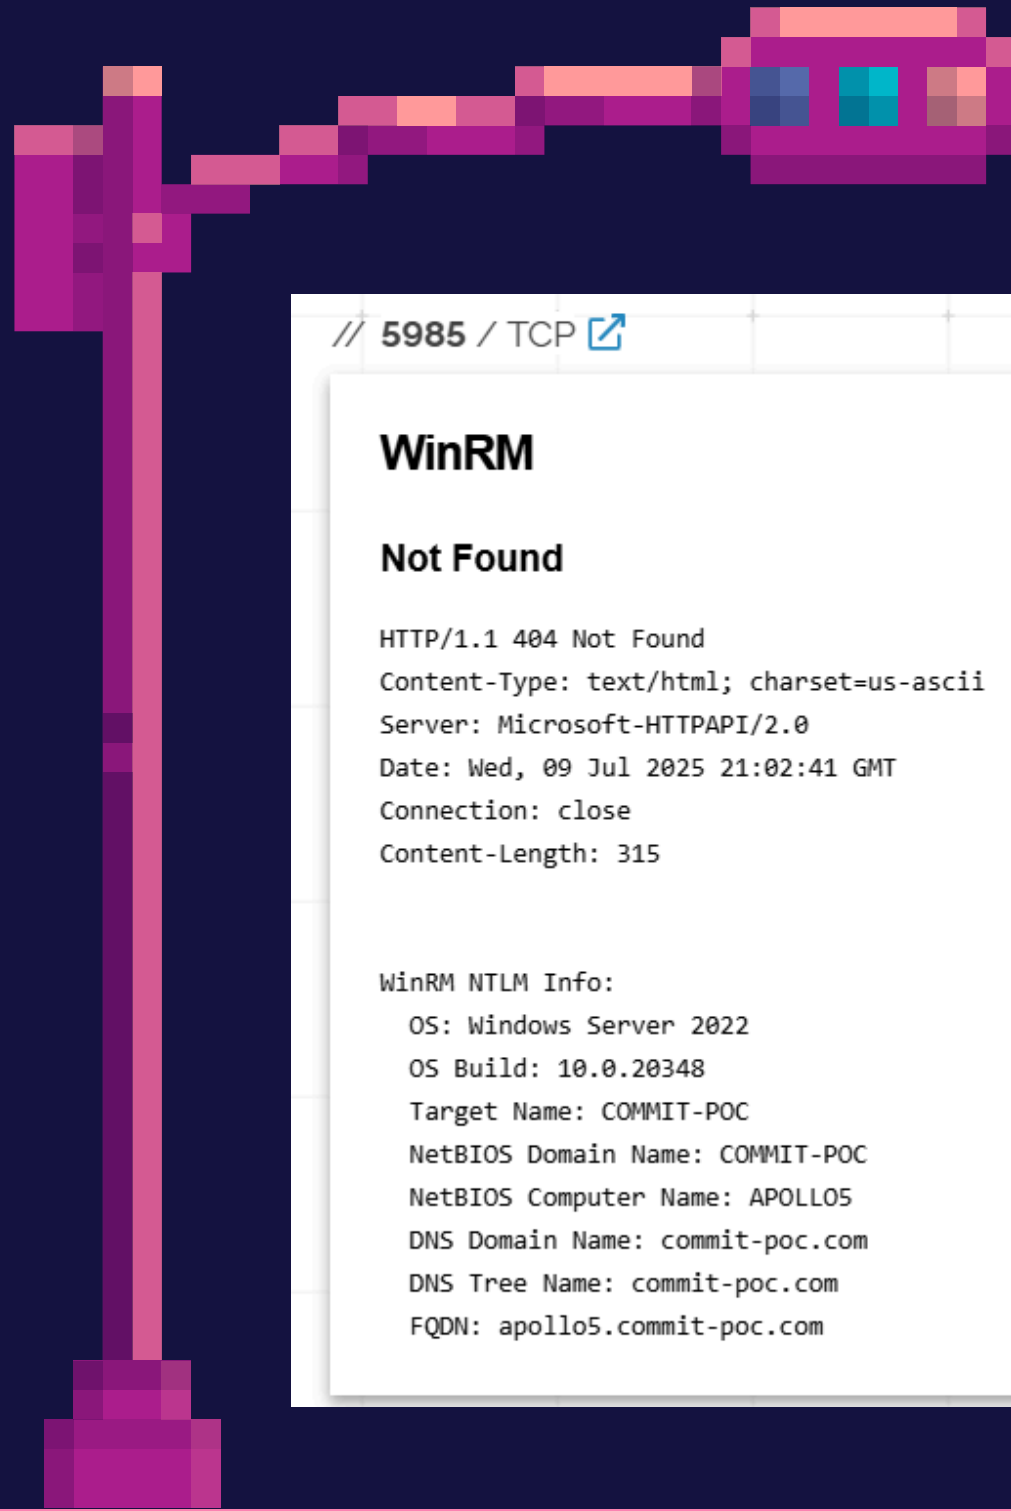 // 5985 / TCP
WinRM
Not Found
HTTP/1.1 404 Not Found
Content-Type: text/html; charset=us-ascii
Server: Microsoft-HTTPAPI/2.0
Date: Wed, 09 Jul 2025 21:02:41 GMT
Connection: close
Content-Length: 315
WinRM NTLM Info:
OS: Windows Server 2022
OS Build: 10.0.20348
Target Name: COMMIT-POC
NetBIOS Domain Name: COMMIT-POC
NetBIOS Computer Name: APOLLO5
DNS Domain Name: commit-poc.com
DNS Tree Name: commit-poc.com
FQDN: apollo5.commit-poc.com